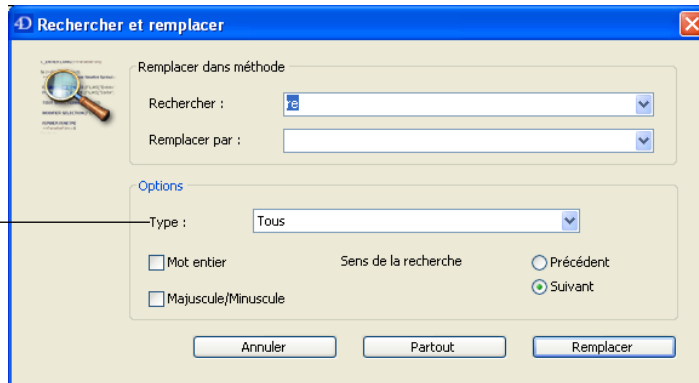 4D Rechercher et remplacer
Remplacer dans méthode
Rechercher :
re
Remplacer par :
Options
Type :
Tous
Mot entier
Sens de la recherche
Précédent
Suivant
Majuscule/Minuscule
Annuler
Partout
Remplacer